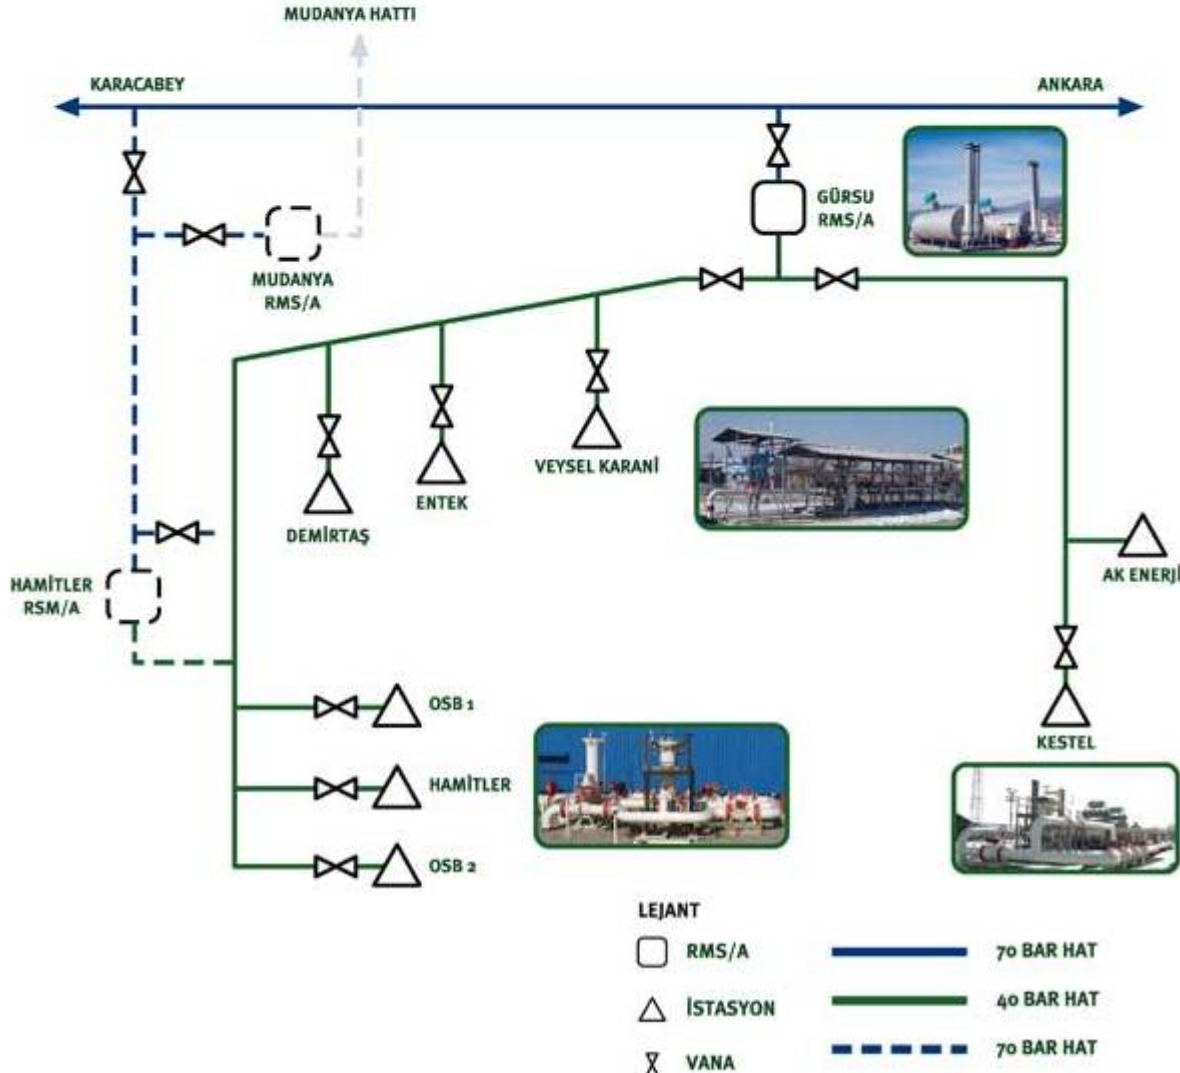 MUDANYA HATTI
KARACABEY
ANKARA
GÜRSU
RMS/A
MUDANYA
RMS/A
VEYSEL KARANİ
ENTEK
DEMİRTAŞ
HAMİTLER
RSM/A
AK ENERJİ
OSB 1
KESTEL
HAMİTLER
OSB 2
LEJANT
RMS/A
70 BAR HAT
İSTASYON
40 BAR HAT
VANA
70 BAR HAT